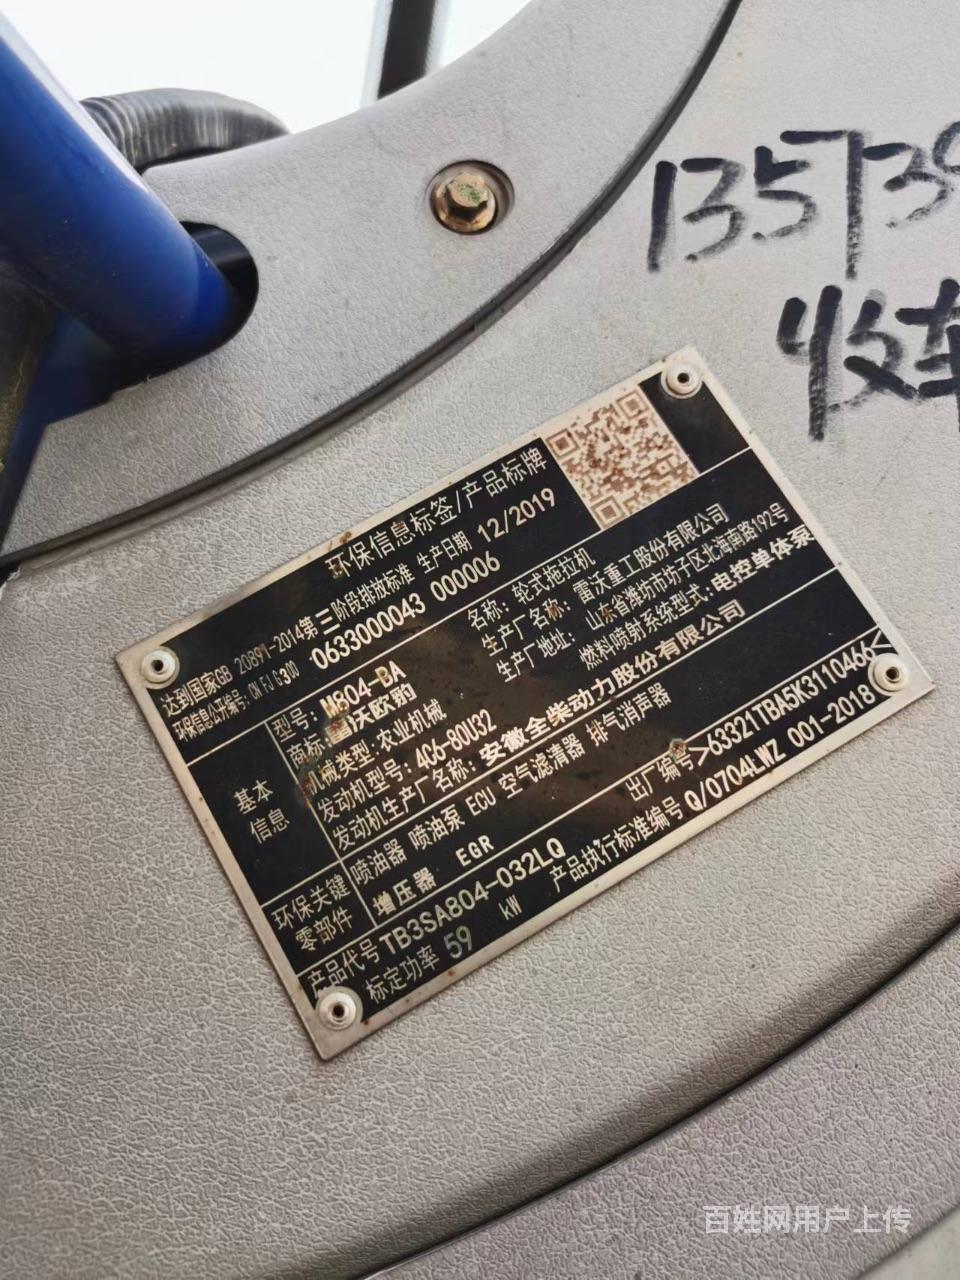 135739
收车
环保信息标签/产品标牌
达到国家GB 20891-2014第三阶段排放标准 生产日期 12/2019
环保信息公开编号: CN FJ G3 00 0633000043 000006
基本信息
型号: M804-BA 名称: 轮式拖拉机
商标: 雷沃欧豹 生产厂名称: 雷沃重工股份有限公司
机械类型: 农业机械 生产厂地址: 山东省潍坊市坊子区北海南路192号
发动机型号: 4C6-80U32 燃料喷射系统型式: 电控单体泵
发动机生产厂名称: 安徽全柴动力股份有限公司
环保关键零部件
喷油器 喷油泵 ECU 空气滤清器 排气消声器
增压器 EGR
产品代号 TB3SA804-032LQ 出厂编号 >63321TBA5K3110466<
标定功率 59 kW 产品执行标准编号 Q/0704LWZ 001-2018
百姓网用户上传